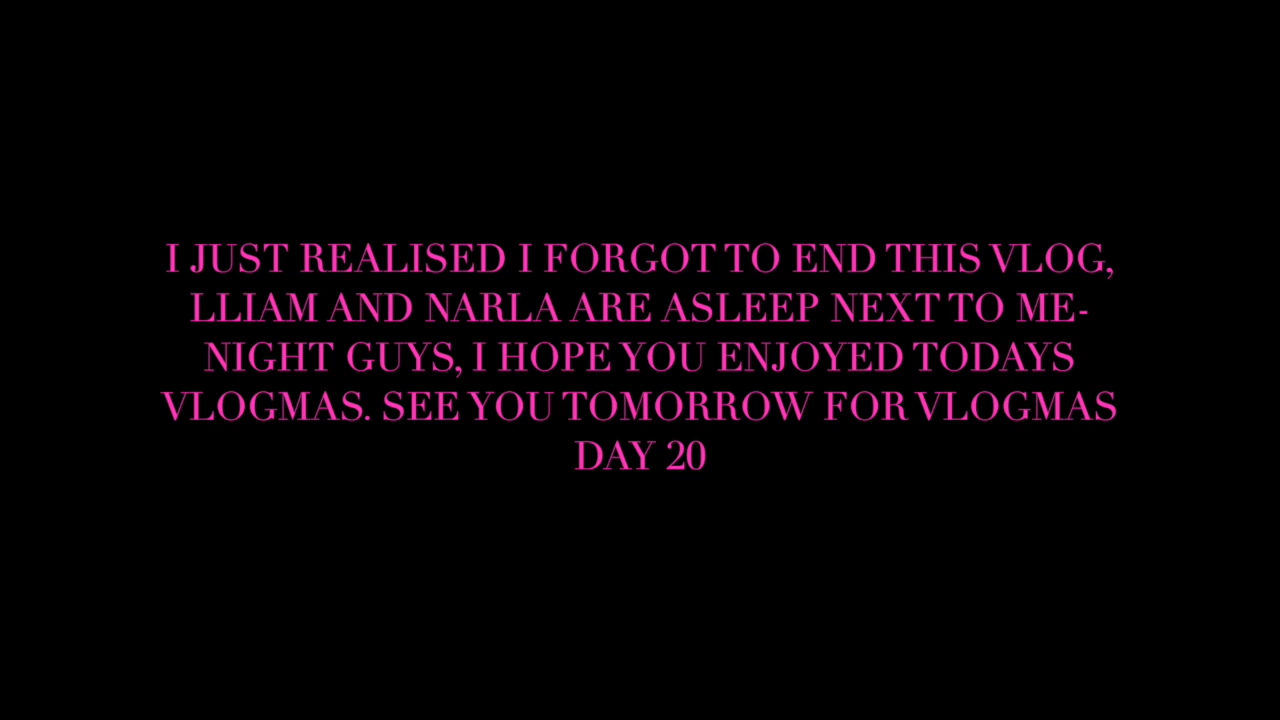 I JUST REALISED I FORGOT TO END THIS VLOG,
LLIAM AND NARLA ARE ASLEEP NEXT TO ME-
NIGHT GUYS, I HOPE YOU ENJOYED TODAYS
VLOGMAS. SEE YOU TOMORROW FOR VLOGMAS
DAY 20